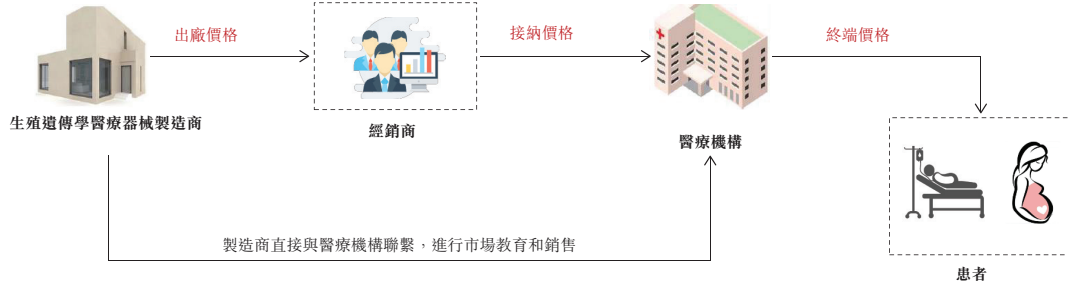 出廠價格
接納價格
終端價格
生殖遺傳學醫療器械製造商
經銷商
醫療機構
製造商直接與醫療機構聯繫，進行市場教育和銷售
患者